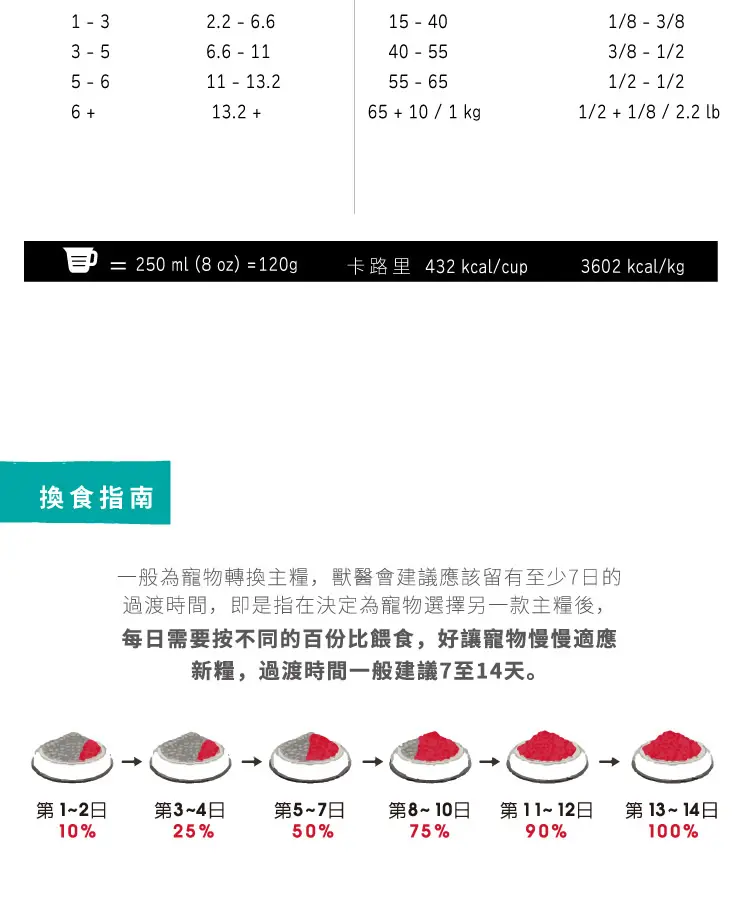 1 - 3 2.2 - 6.6 15 - 40 1/8 - 3/8
3 - 5 6.6 - 11 40 - 55 3/8 - 1/2
5 - 6 11 - 13.2 55 - 65 1/2 - 1/2
6 + 13.2 + 65 + 10 / 1 kg 1/2 + 1/8 / 2.2 lb
= 250 ml (8 oz) =120g 卡路里 432 kcal/cup 3602 kcal/kg
換食指南
一般為寵物轉換主糧，獸醫會建議應該留有至少7日的
過渡時間，即是指在決定為寵物選擇另一款主糧後，
每日需要按不同的百份比餵食，好讓寵物慢慢適應
新糧，過渡時間一般建議7至14天。
第 1~2日 第3~4日 第5~7日 第8~10日 第 11~12日 第 13~14日
10% 25% 50% 75% 90% 100%